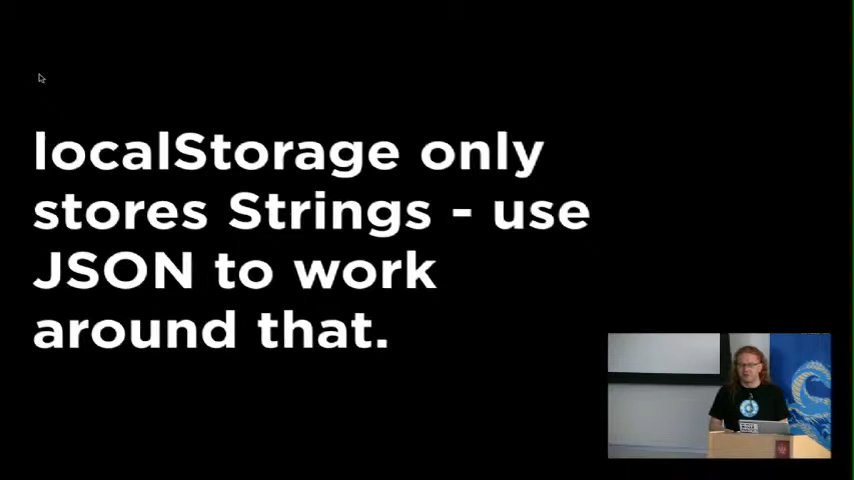 localStorage only
stores Strings - use
JSON to work
around that.